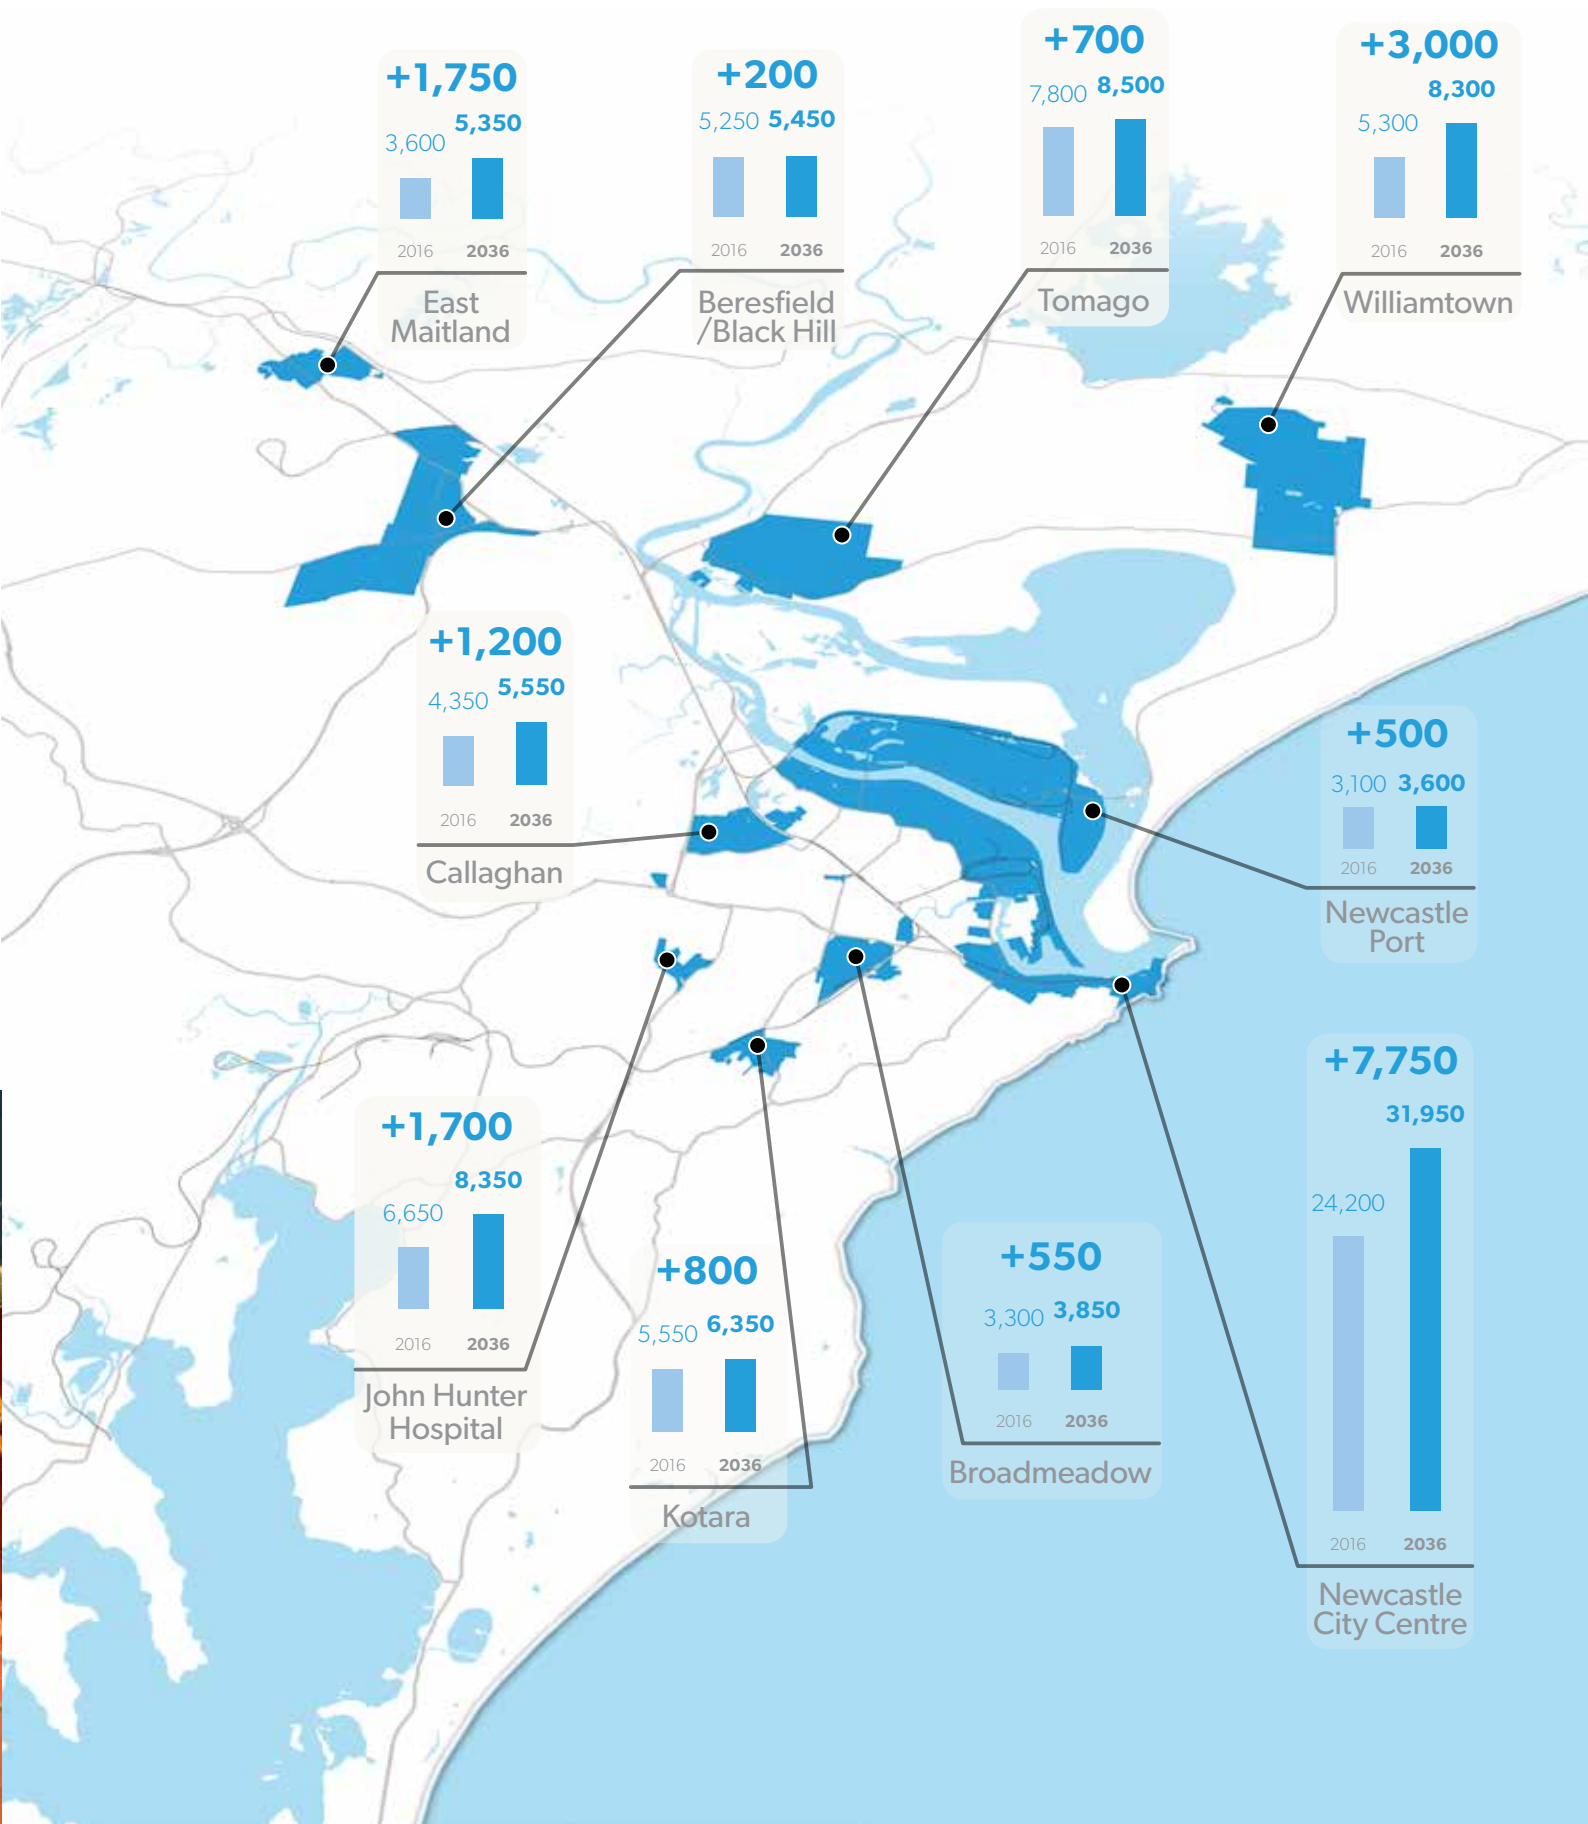 +1,750
3,600 5,350
2016 2036
East
Maitland
+200
5,250 5,450
2016 2036
Beresfield
/Black Hill
+700
7,800 8,500
2016 2036
Tomago
+3,000
8,300
5,300
2016 2036
Williamtown
+1,200
4,350 5,550
2016 2036
Callaghan
+500
3,100 3,600
2016 2036
Newcastle
Port
+1,700
8,350
6,650
2016 2036
John Hunter
Hospital
+800
5,550 6,350
2016 2036
Kotara
+550
3,300 3,850
2016 2036
Broadmeadow
+7,750
31,950
24,200
2016 2036
Newcastle
City Centre